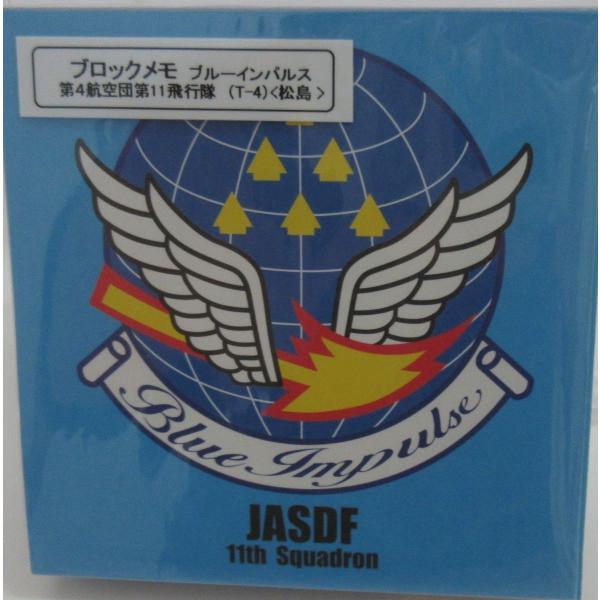 ブロックメモ ブルーインパルス
第4航空団第11飛行隊 (T-4)<松島>
Blue Impulse
JASDF
11th Squadron